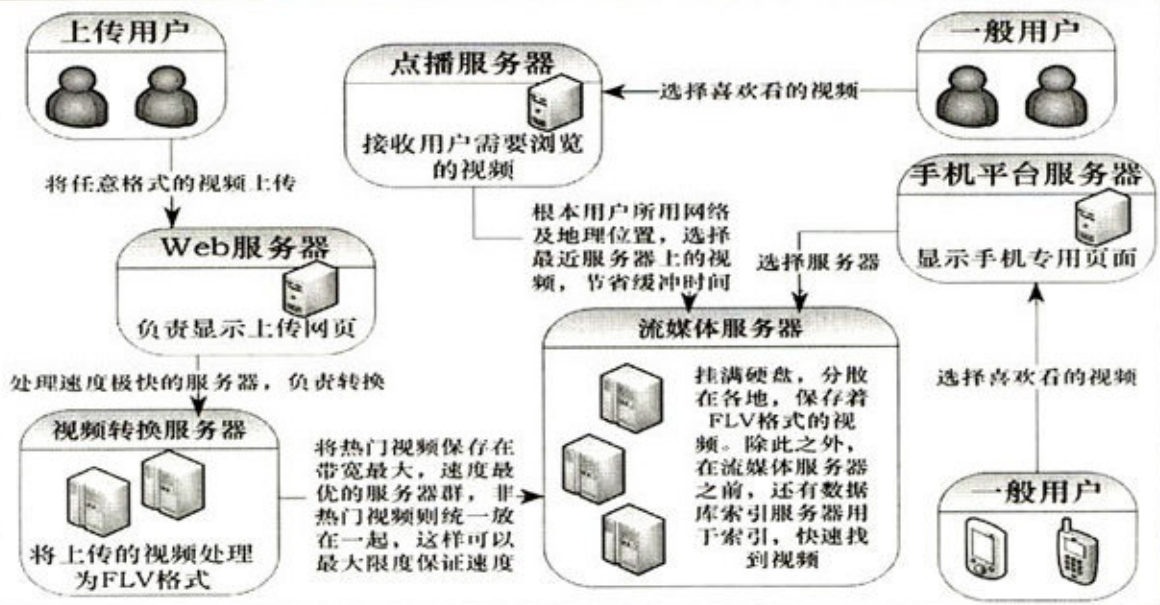 上传用户
将任意格式的视频上传
Web服务器
负责显示上传网页
处理速度极快的服务器，负责转换
视频转换服务器
将上传的视频处理
为FLV格式
将热门视频保存在
带宽最大，速度最
优的服务器群，非
热门视频则统一放
在一起，这样可以
最大限度保证速度
点播服务器
接收用户需要浏览
的视频
选择喜欢看的视频
一般用户
根本用户所用网络
及地理位置，选择
最近服务器上的视
频，节省缓冲时间
选择服务器
手机平台服务器
显示手机专用页面
选择喜欢看的视频
一般用户
流媒体服务器
挂满硬盘，分散
在各地，保存着
FLV格式的视
频。除此之外，
在流媒体服务器
之前，还有数据
库索引服务器用
于索引，快速找
到视频